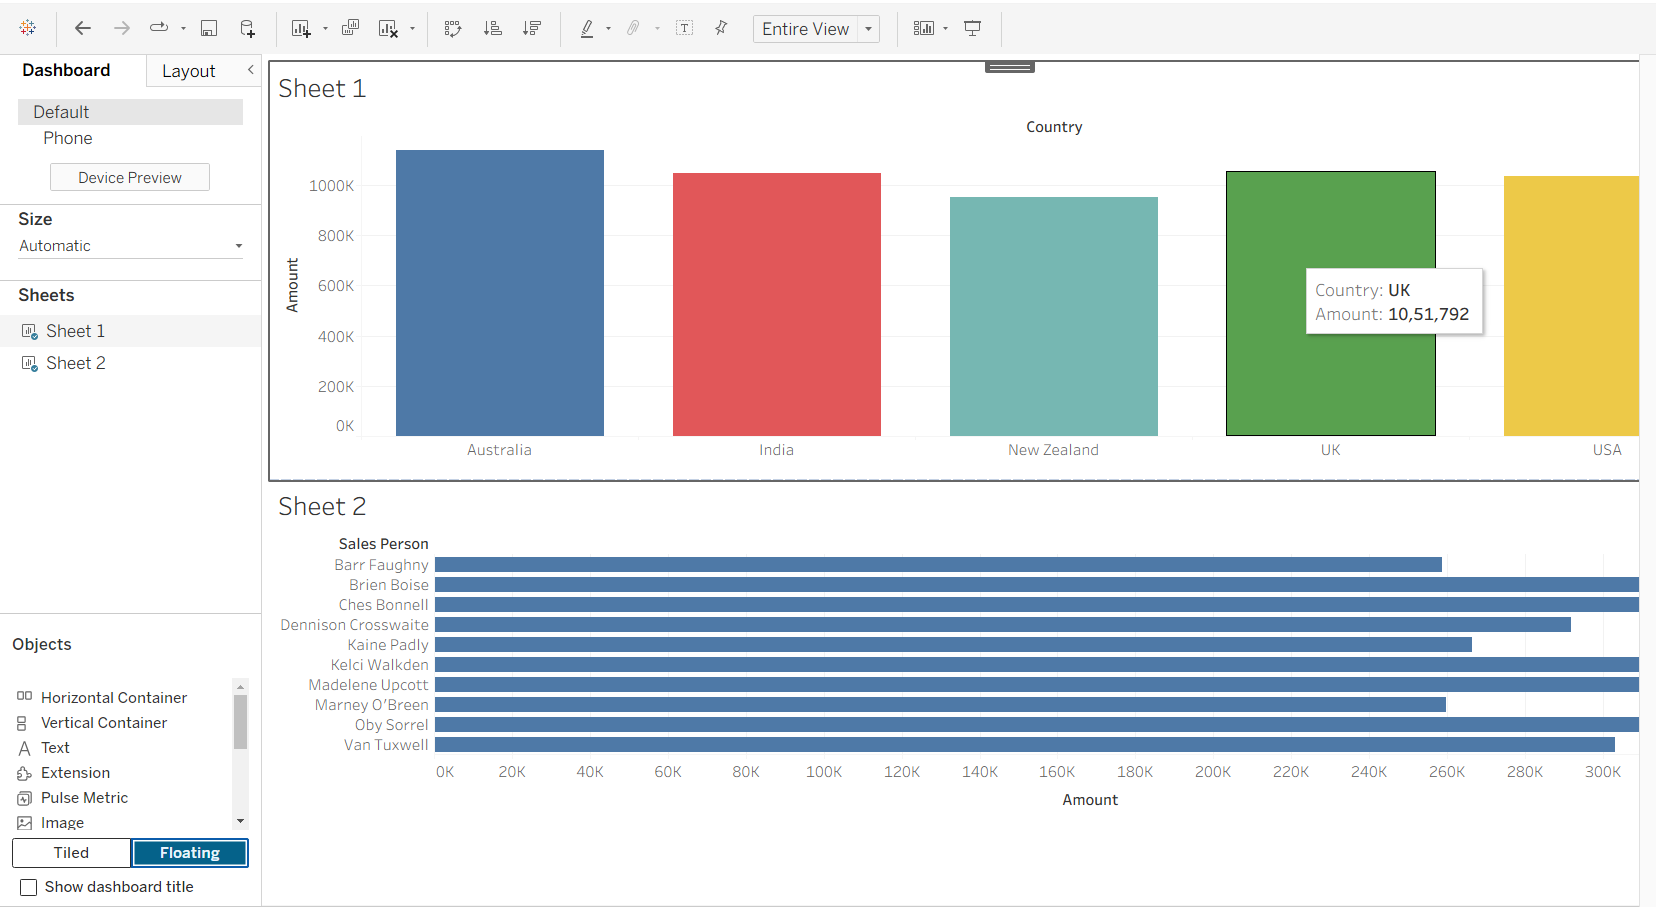 Entire View
Dashboard
Layout
Default
Phone
Device Preview
Size
Automatic
Sheets
Sheet 1
Sheet 2
Objects
Horizontal Container
Vertical Container
Text
Extension
Pulse Metric
Image
Tiled
Floating
Show dashboard title
Sheet 1
Country
Amount
1000K
800K
600K
400K
200K
0K
Country: UK
Amount: 10,51,792
Australia
India
New Zealand
UK
USA
Sheet 2
Sales Person
Barr Faughny
Brien Boise
Ches Bonnell
Dennison Crosswaite
Kaine Padly
Kelci Walkden
Madelene Upcott
Marney O’Breen
Oby Sorrel
Van Tuxwell
0K 20K 40K 60K 80K 100K 120K 140K 160K 180K 200K 220K 240K 260K 280K 300K
Amount